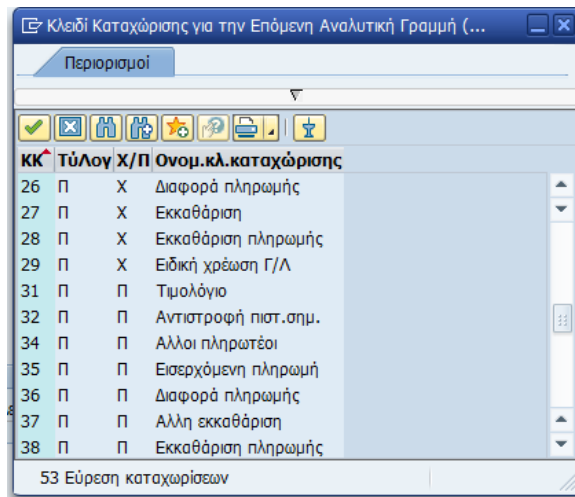 Κλειδί Καταχώρισης για την Επόμενη Αναλυτική Γραμμή (...
Περιορισμοί
ΚΚ ΤύΛογ Χ/Π Ονομ.κλ.καταχώρισης
26 Π Χ Διαφορά πληρωμής
27 Π Χ Εκκαθάριση
28 Π Χ Εκκαθάριση πληρωμής
29 Π Χ Ειδική χρέωση Γ/Λ
31 Π Π Τιμολόγιο
32 Π Π Αντιστροφή πιστ.σημ.
34 Π Π Αλλοι πληρωτέοι
35 Π Π Εισερχόμενη πληρωμή
36 Π Π Διαφορά πληρωμής
37 Π Π Αλλη εκκαθάριση
38 Π Π Εκκαθάριση πληρωμής
53 Εύρεση καταχωρίσεων